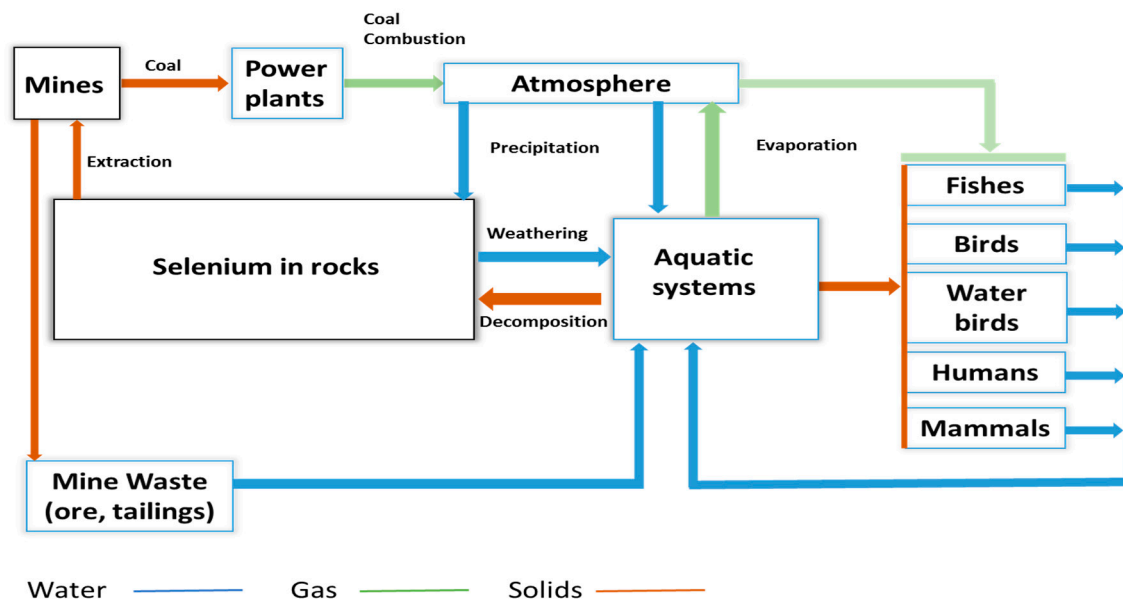 Coal
Combustion
Mines
Coal
Power
plants
Atmosphere
Extraction
Precipitation
Evaporation
Fishes
Selenium in rocks
Weathering
Aquatic
systems
Birds
Decomposition
Water
birds
Humans
Mammals
Mine Waste
(ore, tailings)
Water
Gas
Solids